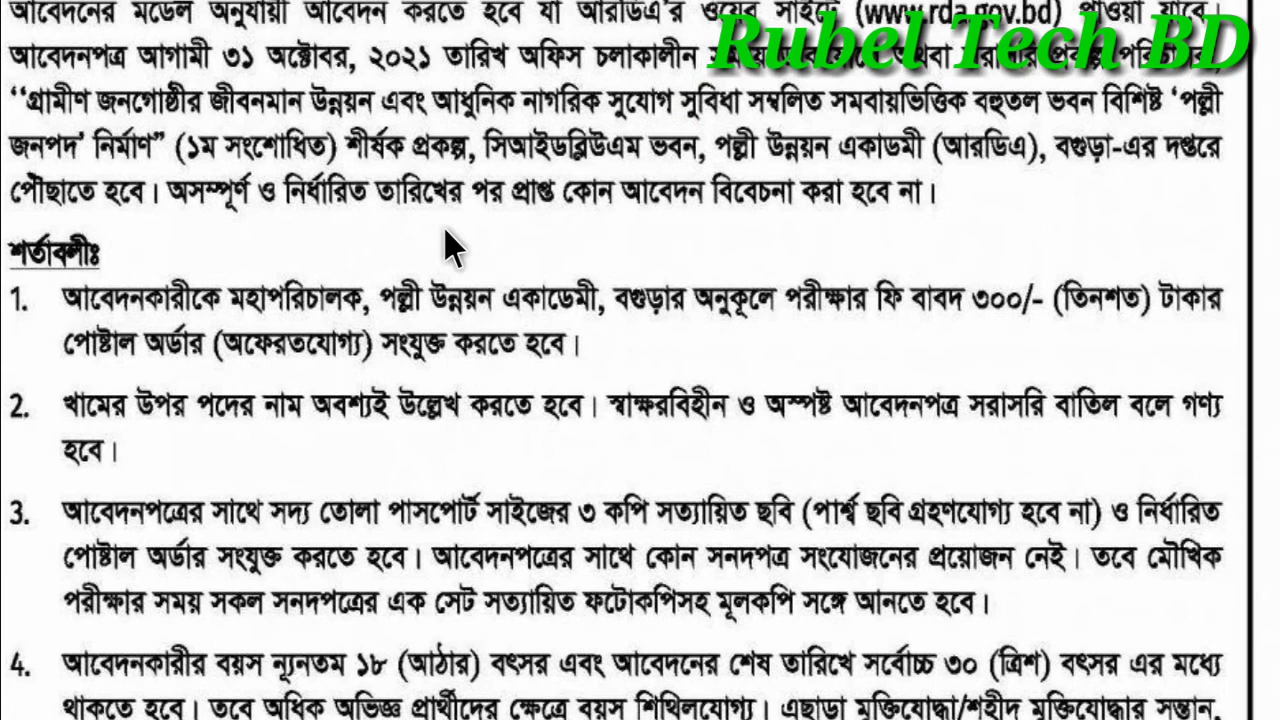 আবেদনের মডেল অনুযায়ী আবেদন করতে হবে যা আরডিএ'র ওয়েব সাইটে (www.rda.gov.bd) পাওয়া যাবে।
Rubel Tech BD
আবেদনপত্র আগামী ৩১ অক্টোবর, ২০২১ তারিখ অফিস চলাকালীন
“গ্রামীণ জনগোষ্ঠীর জীবনমান উন্নয়ন এবং আধুনিক নাগরিক সুযোগ সুবিধা সম্বলিত সমবায়ভিত্তিক বহুতল ভবন বিশিষ্ট ‘পল্লী
জনপদ’ নির্মাণ” (১ম সংশোধিত) শীর্ষক প্রকল্প, সিআইডব্লিউএম ভবন, পল্লী উন্নয়ন একাডমী (আরডিএ), বগুড়া-এর দপ্তরে
পৌঁছাতে হবে। অসম্পূর্ণ ও নির্ধারিত তারিখের পর প্রাপ্ত কোন আবেদন বিবেচনা করা হবে না।
শর্তাবলীঃ
1. আবেদনকারীকে মহাপরিচালক, পল্লী উন্নয়ন একাডেমী, বগুড়ার অনুকূলে পরীক্ষার ফি বাবদ ৩০০/- (তিনশত) টাকার
পোষ্টাল অর্ডার (অফেরতযোগ্য) সংযুক্ত করতে হবে।
2. খামের উপর পদের নাম অবশ্যই উল্লেখ করতে হবে। স্বাক্ষরবিহীন ও অস্পষ্ট আবেদনপত্র সরাসরি বাতিল বলে গণ্য
হবে।
3. আবেদনপত্রের সাথে সদ্য তোলা পাসপোর্ট সাইজের ৩ কপি সত্যায়িত ছবি (পার্শ্ব ছবি গ্রহণযোগ্য হবে না) ও নির্ধারিত
পোষ্টাল অর্ডার সংযুক্ত করতে হবে। আবেদনপত্রের সাথে কোন সনদপত্র সংযোজনের প্রয়োজন নেই। তবে মৌখিক
পরীক্ষার সময় সকল সনদপত্রের এক সেট সত্যায়িত ফটোকপিসহ মূলকপি সঙ্গে আনতে হবে।
4. আবেদনকারীর বয়স ন্যূনতম ১৮ (আঠার) বৎসর এবং আবেদনের শেষ তারিখে সর্বোচ্চ ৩০ (ত্রিশ) বৎসর এর মধ্যে
থাকতে হবে। তবে অধিক অভিজ্ঞ প্রার্থীদের ক্ষেত্রে বয়স শিথিলযোগ্য। এছাড়া মুক্তিযোদ্ধা/শহীদ মুক্তিযোদ্ধার সন্তান,